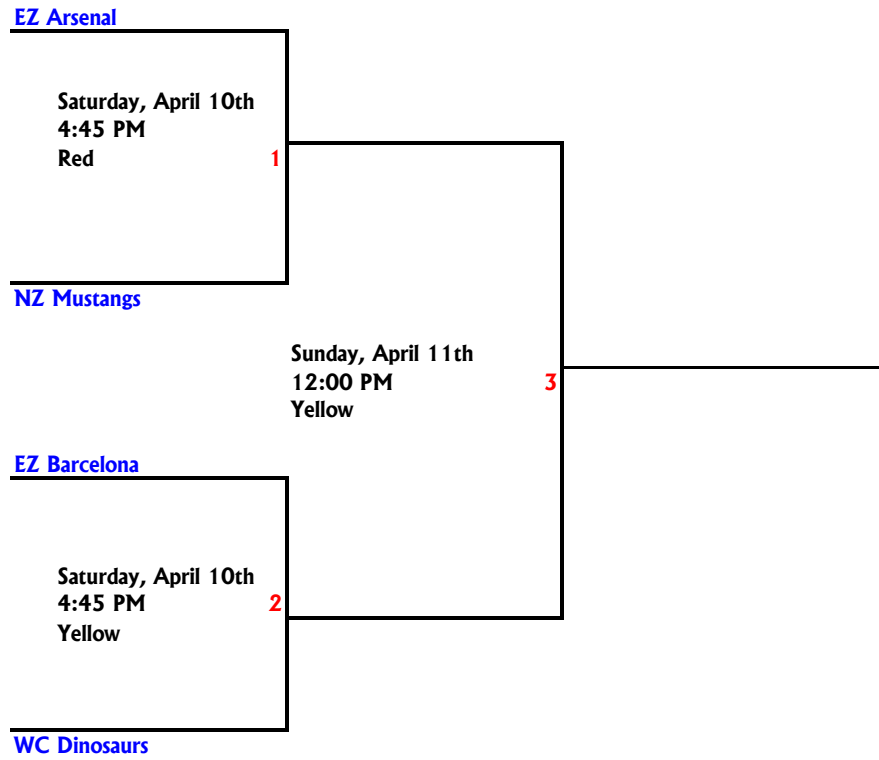 EZ Arsenal
Saturday, April 10th
4:45 PM
Red
1
NZ Mustangs
Sunday, April 11th
12:00 PM
3
Yellow
EZ Barcelona
Saturday, April 10th
4:45 PM
2
Yellow
WC Dinosaurs